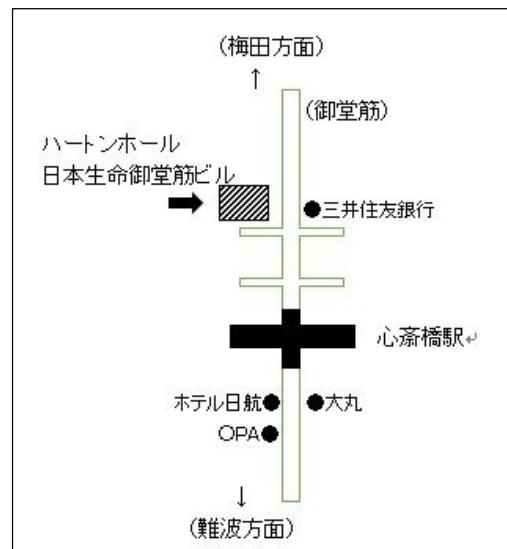 (梅田方面)
↑
(御堂筋)
ハートンホール
日本生命御堂筋ビル
➡
●三井住友銀行
心斎橋駅↵
ホテル日航●
●大丸
OPA●
↓
(難波方面)